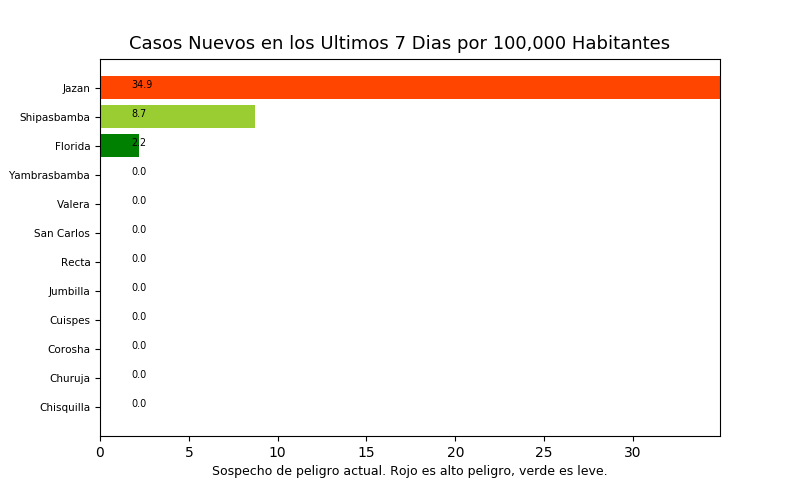 Casos Nuevos en los Ultimos 7 Dias por 100,000 Habitantes
Jazan 34.9
Shipasbamba 8.7
Florida 2.2
Yambrasbamba 0.0
Valera 0.0
San Carlos 0.0
Recta 0.0
Jumbilla 0.0
Cuispes 0.0
Corosha 0.0
Churuja 0.0
Chisquilla 0.0
0 5 10 15 20 25 30
Sospecho de peligro actual. Rojo es alto peligro, verde es leve.